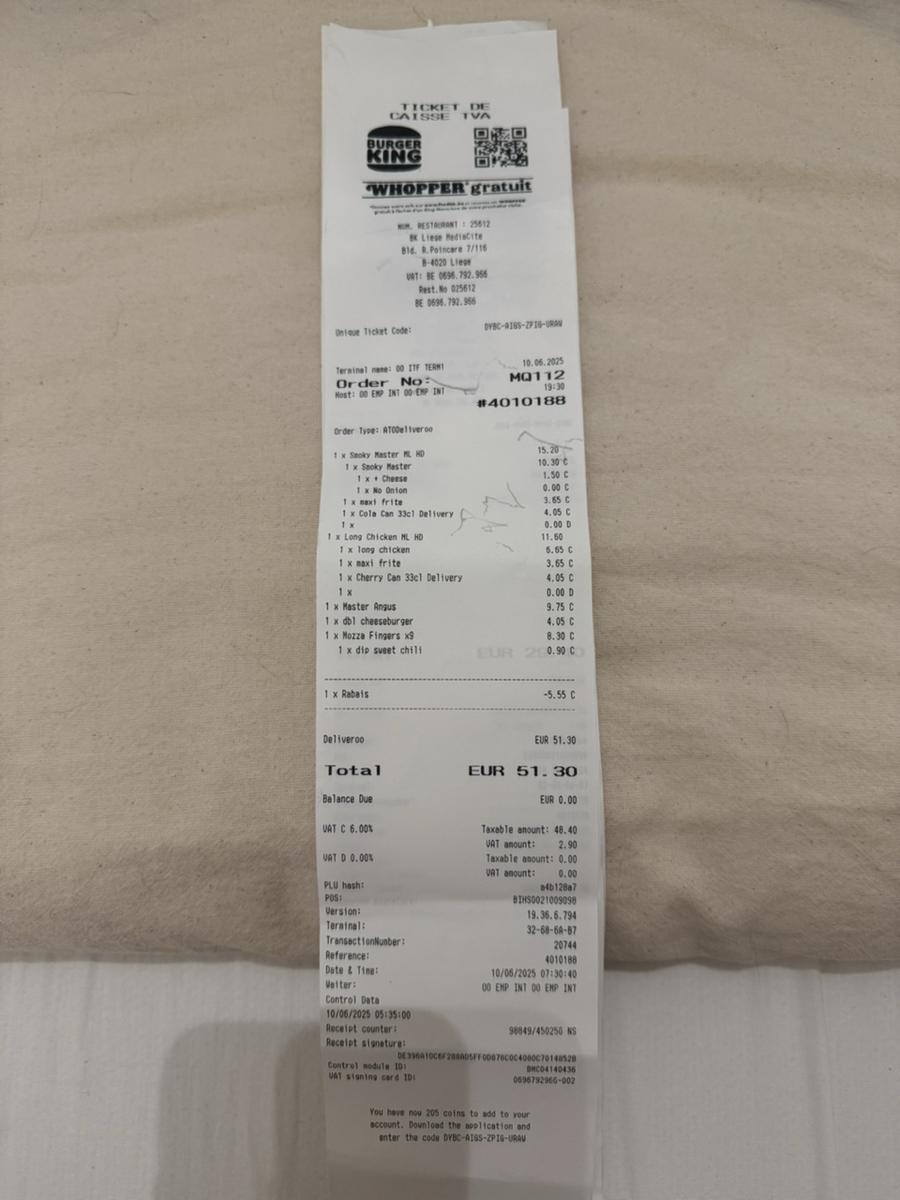 TICKET DE
CAISSE TVA
BURGER
KING
WHOPPER gratuit
NUM. RESTAURANT : 25612
BK Liege MediaCite
Bld. R.Poincare 7/116
B-4020 Liege
VAT: BE 0696.792.966
Rest.No 025612
BE 0696.792.966
Unique Ticket Code: DYBC-AIGS-ZPIG-URAW
10.06.2025
Terminal name: 00 ITF TERM1
Order No: MQ112
19:30
Host: 00 EMP INT 00 EMP INT
#4010188
Order Type: ATODeliveroo
1 x Smoky Master ML HD 15.20
1 x Smoky Master 10.30 C
1 x + Cheese 1.50 C
1 x No Onion 0.00 C
1 x maxi frite 3.65 C
1 x Cola Can 33cl Delivery 4.05 C
1 x 0.00 D
1 x Long Chicken ML HD 11.60
1 x long chicken 6.65 C
1 x maxi frite 3.65 C
1 x Cherry Can 33cl Delivery 4.05 C
1 x 0.00 D
1 x Master Angus 9.75 C
1 x dbl cheeseburger 4.05 C
1 x Mozza Fingers x9 8.30 C
1 x dip sweet chili 0.90 C
1 x Rabais -5.55 C
Deliveroo EUR 51.30
Total EUR 51.30
Balance Due EUR 0.00
VAT C 6.00% Taxable amount: 48.40
VAT amount: 2.90
VAT D 0.00% Taxable amount: 0.00
VAT amount: 0.00
PLU hash: a4b128a7
POS: BIHS0021009098
Version: 19.36.6.794
Terminal: 32-68-6A-B7
TransactionNumber: 20744
Reference: 4010188
Date & Time: 10/06/2025 07:30:40
Waiter: 00 EMP INT 00 EMP INT
Control Data
10/06/2025 05:35:00
Receipt counter: 98849/450250 NS
Receipt signature:
Control module ID: BMC04140436
VAT signing card ID: 0696792966-002
You have now 205 coins to add to your
account. Download the application and
enter the code DYBC-AIGS-ZPIG-URAW